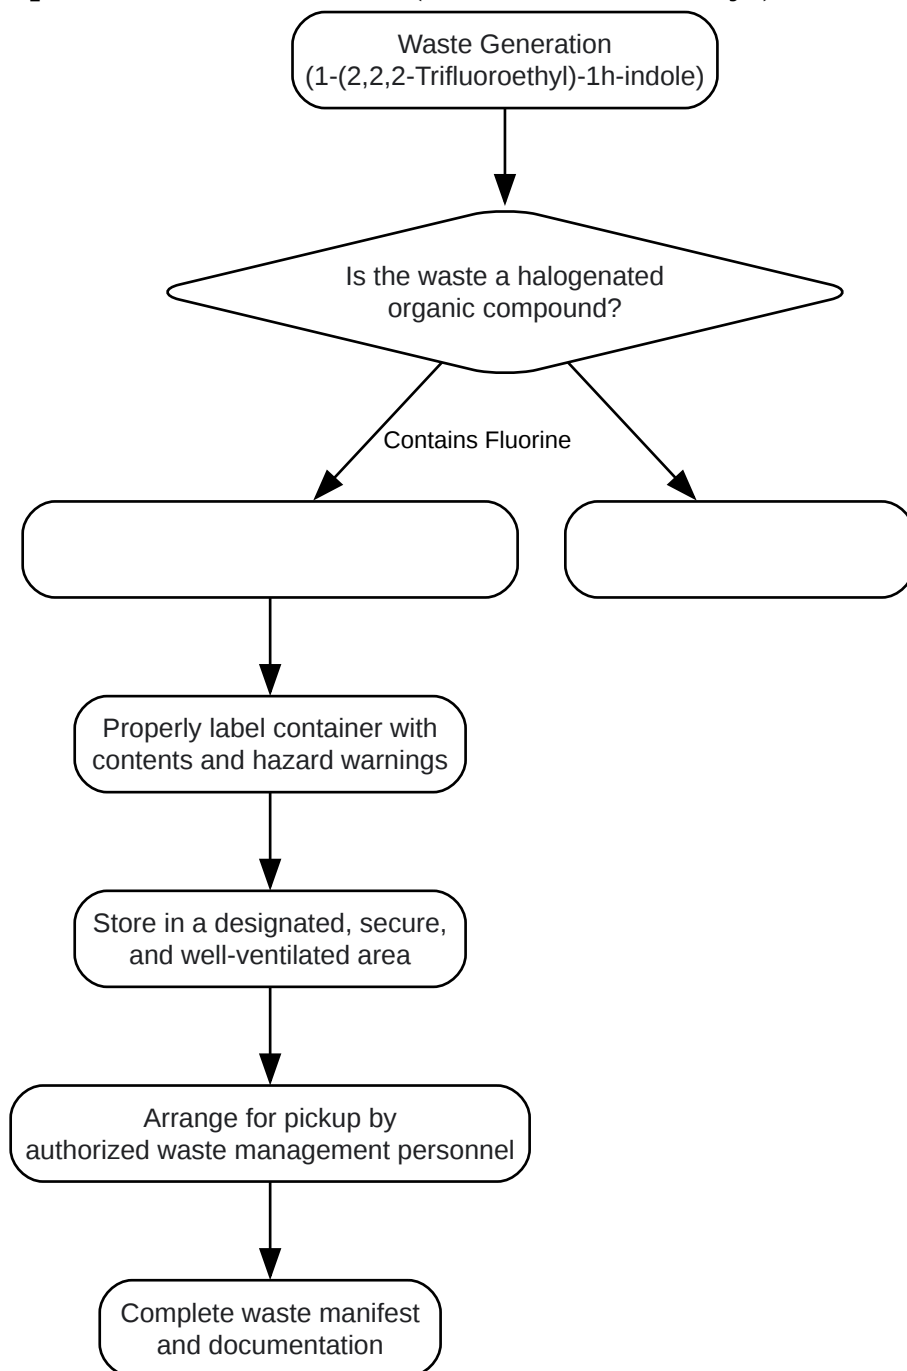 Waste Generation
(1-(2,2,2-Trifluoroethyl)-1h-indole)
Is the waste a halogenated
organic compound?
Contains Fluorine
Properly label container with
contents and hazard warnings
Store in a designated, secure,
and well-ventilated area
Arrange for pickup by
authorized waste management personnel
Complete waste manifest
and documentation